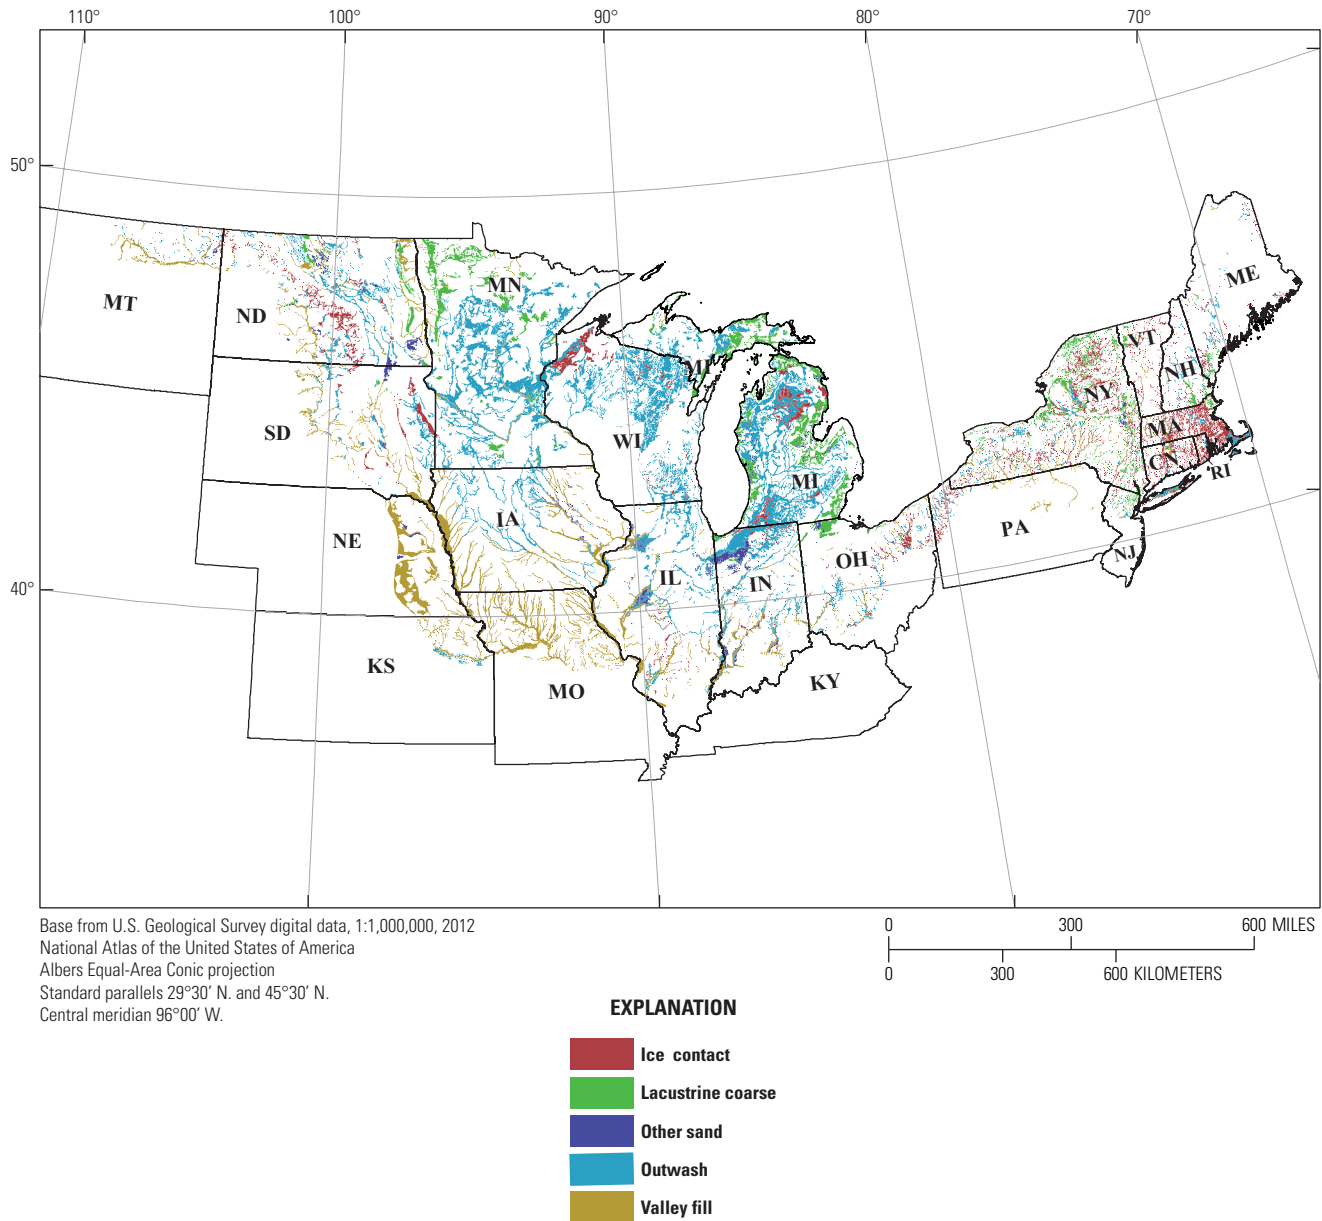 110° 100° 90° 80° 70°
50°
40°
ME
MT
ND
MN
VT
NH
NY
MI
SD
WI
MA
CN
RI
MI
NE
IA
PA
NJ
OH
IL
IN
KS
MO
KY
Base from U.S. Geological Survey digital data, 1:1,000,000, 2012
National Atlas of the United States of America
Albers Equal-Area Conic projection
Standard parallels 29°30′ N. and 45°30′ N.
Central meridian 96°00′ W.
0 300 600 MILES
0 300 600 KILOMETERS
EXPLANATION
Ice contact
Lacustrine coarse
Other sand
Outwash
Valley fill